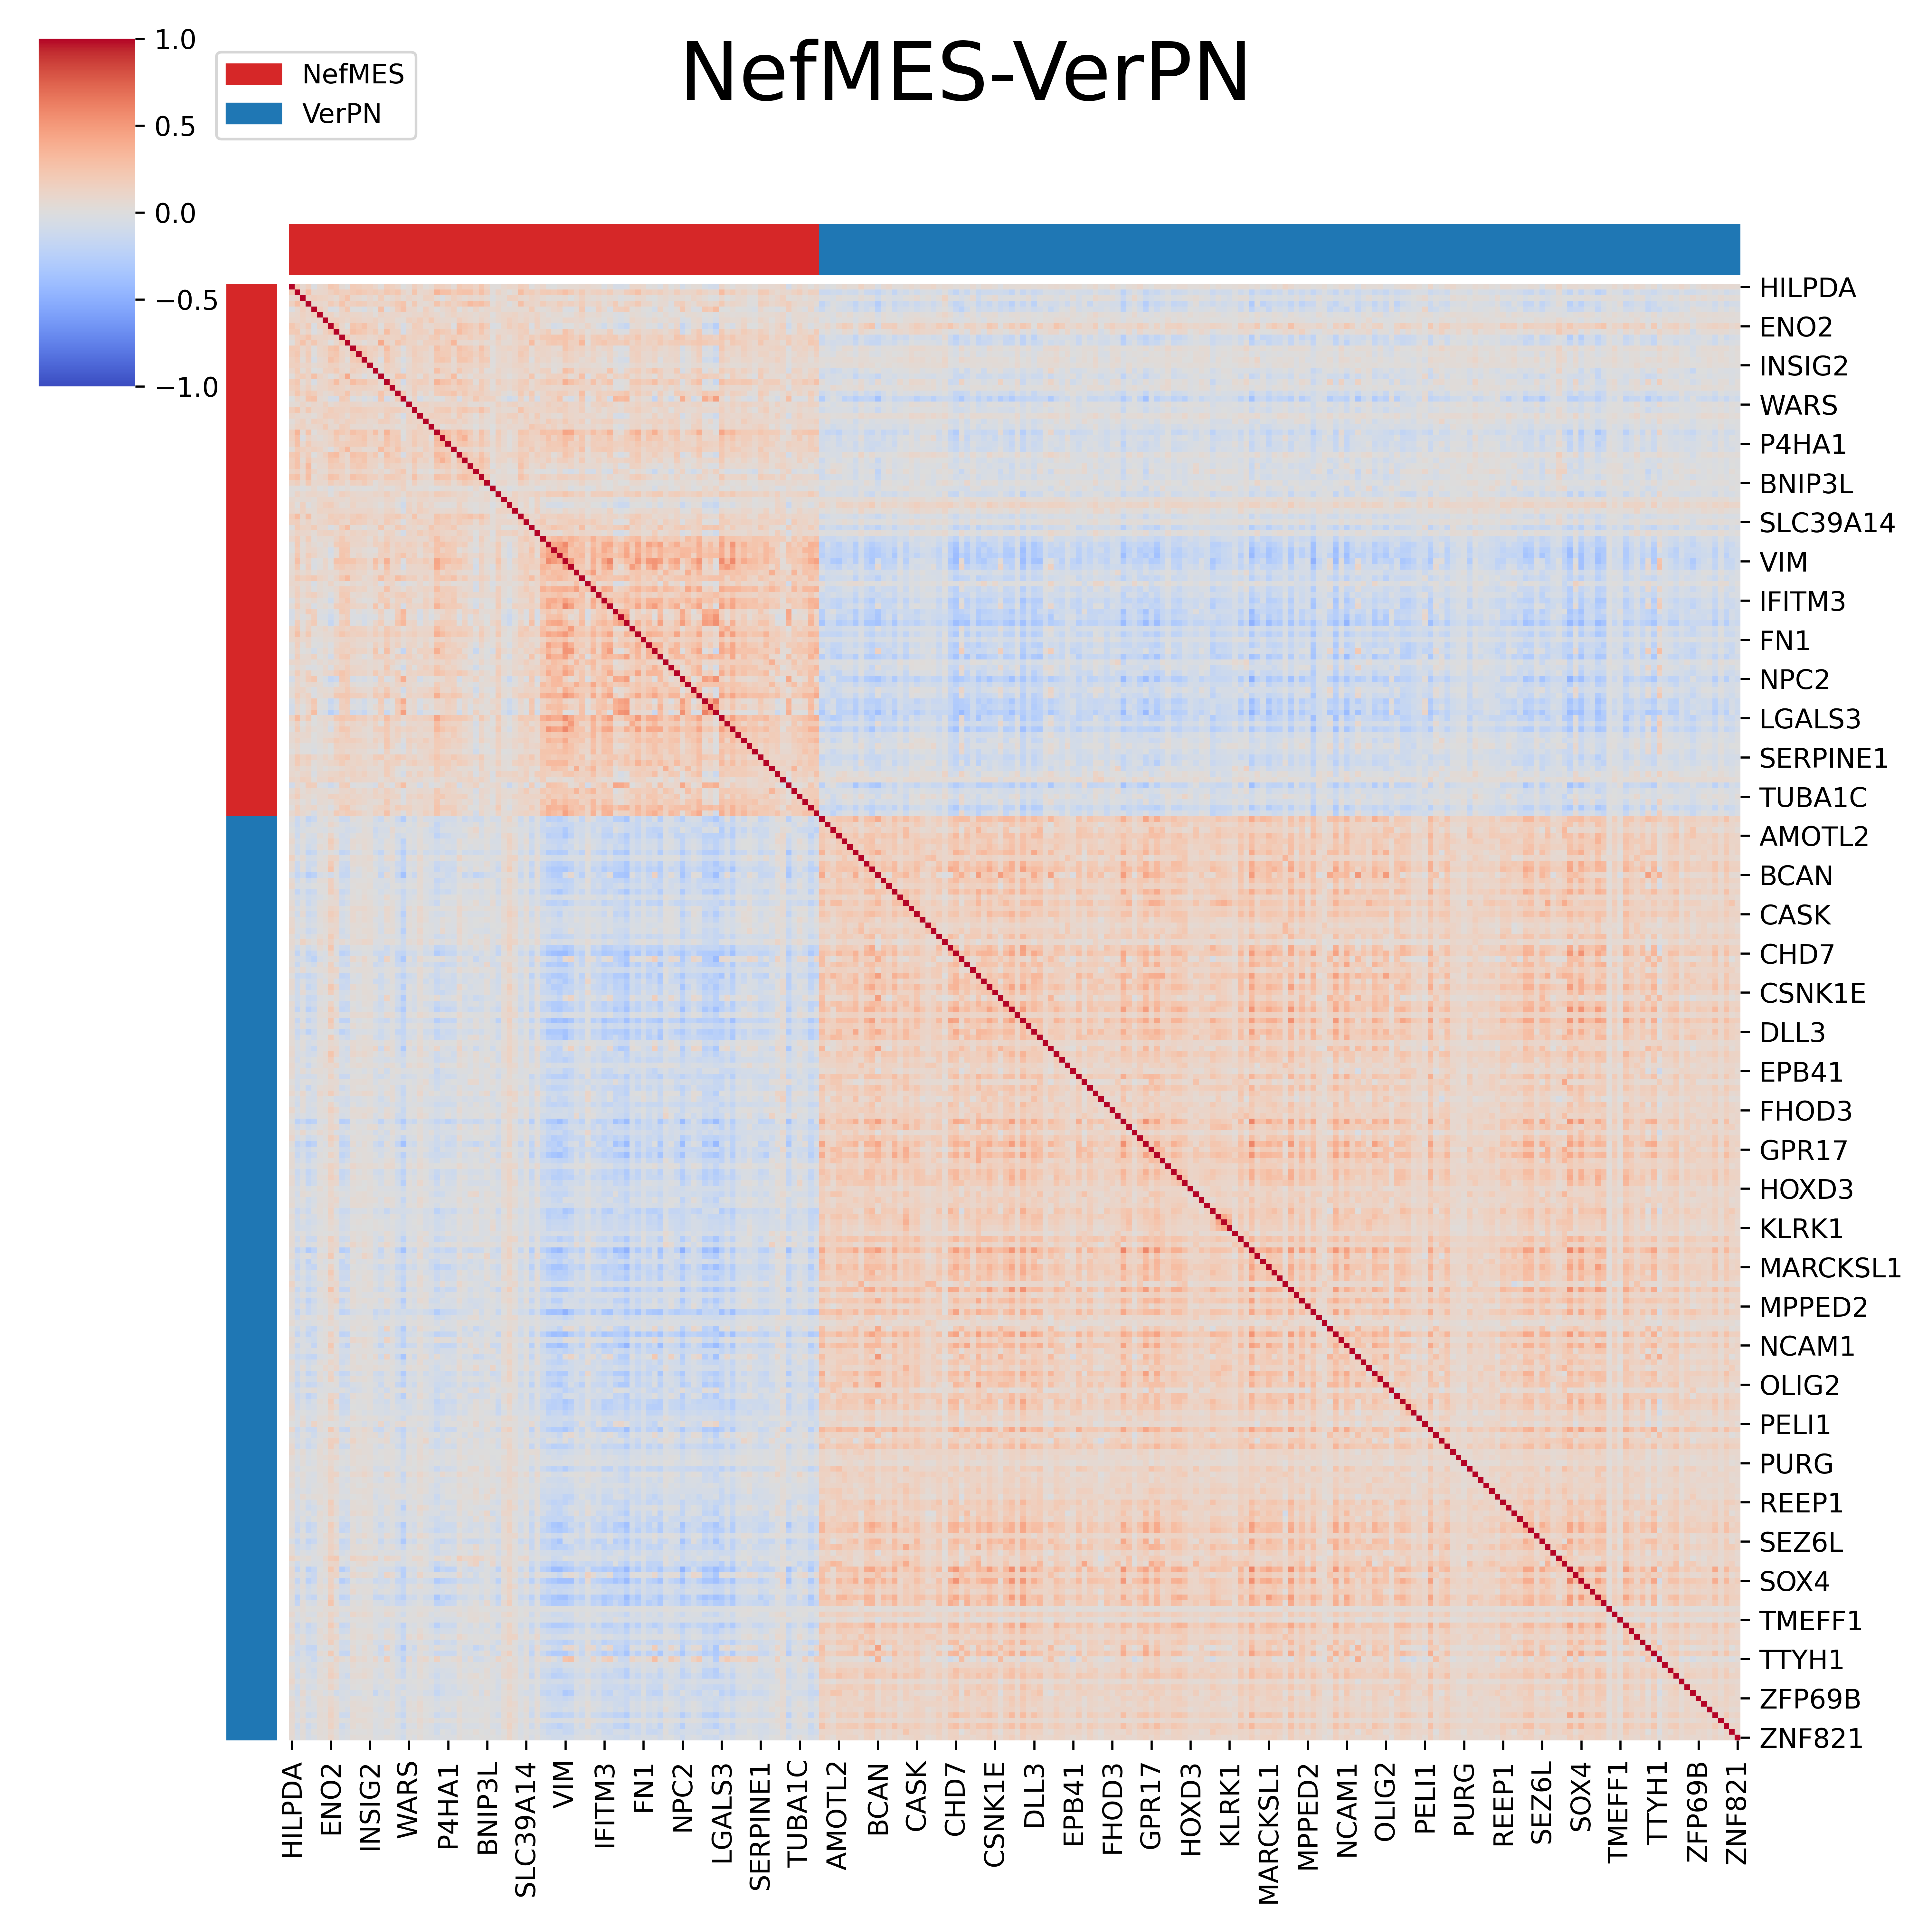 NefMES-VerPN
1.0
0.5
0.0
−0.5
−1.0
NefMES
VerPN
HILPDA
ENO2
INSIG2
WARS
P4HA1
BNIP3L
SLC39A14
VIM
IFITM3
FN1
NPC2
LGALS3
SERPINE1
TUBA1C
AMOTL2
BCAN
CASK
CHD7
CSNK1E
DLL3
EPB41
FHOD3
GPR17
HOXD3
KLRK1
MARCKSL1
MPPED2
NCAM1
OLIG2
PELI1
PURG
REEP1
SEZ6L
SOX4
TMEFF1
TTYH1
ZFP69B
ZNF821
HILPDA
ENO2
INSIG2
WARS
P4HA1
BNIP3L
SLC39A14
VIM
IFITM3
FN1
NPC2
LGALS3
SERPINE1
TUBA1C
AMOTL2
BCAN
CASK
CHD7
CSNK1E
DLL3
EPB41
FHOD3
GPR17
HOXD3
KLRK1
MARCKSL1
MPPED2
NCAM1
OLIG2
PELI1
PURG
REEP1
SEZ6L
SOX4
TMEFF1
TTYH1
ZFP69B
ZNF821